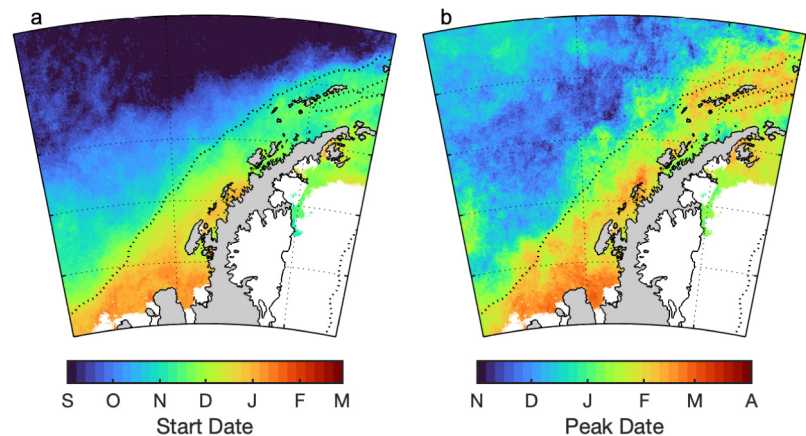 a
b
S O N D J F M
N D J F M A
Start Date
Peak Date